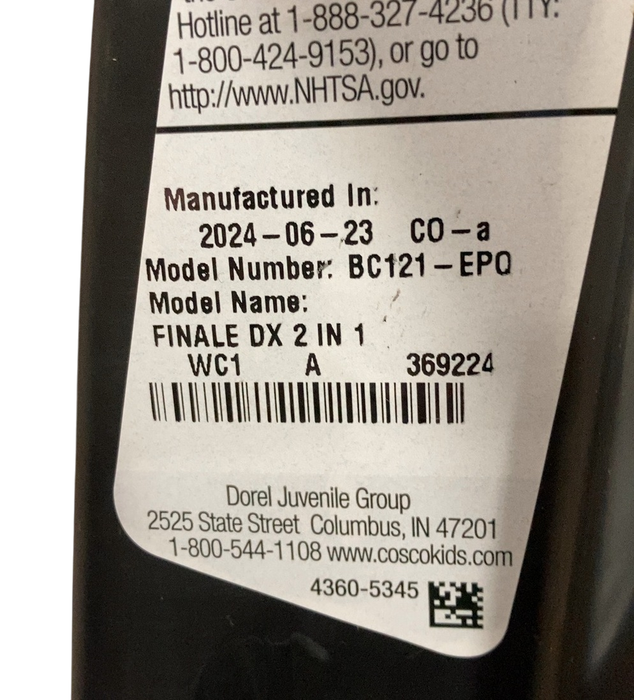 Hotline at 1-888-327-4236 (TTY:
1-800-424-9153), or go to
http://www.NHTSA.gov.
Manufactured In:
2024-06-23 CO-a
Model Number: BC121-EPQ
Model Name:
FINALE DX 2 IN 1
WC1 A 369224
Dorel Juvenile Group
2525 State Street Columbus, IN 47201
1-800-544-1108 www.coscokids.com
4360-5345